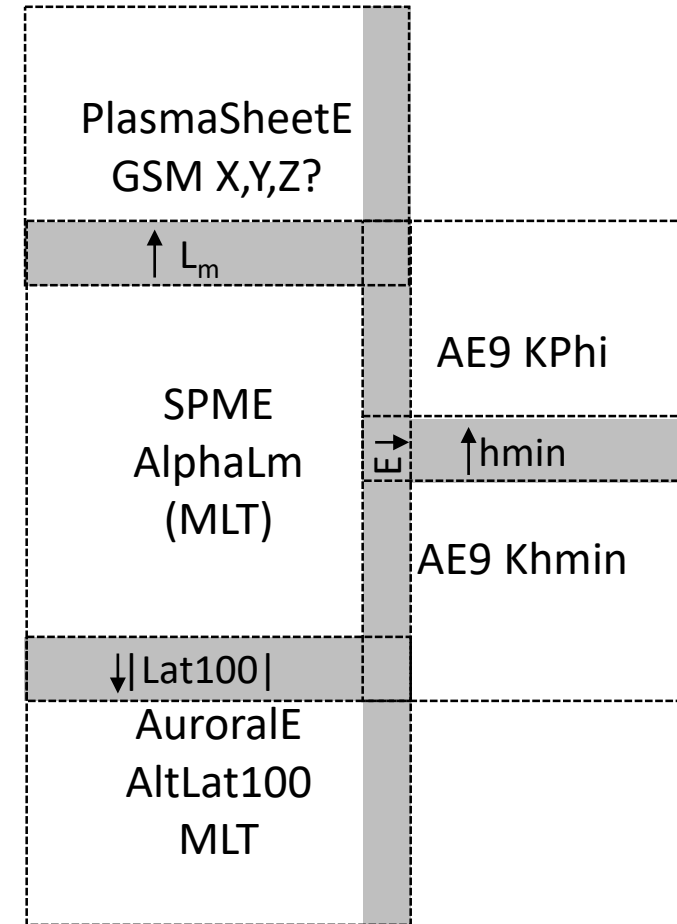 PlasmaSheetE
GSM X,Y,Z?
↑ Lm
AE9 KPhi
SPME
AlphaLm
(MLT)
E→
↑hmin
AE9 Khmin
↓|Lat100|
AuroralE
AltLat100
MLT